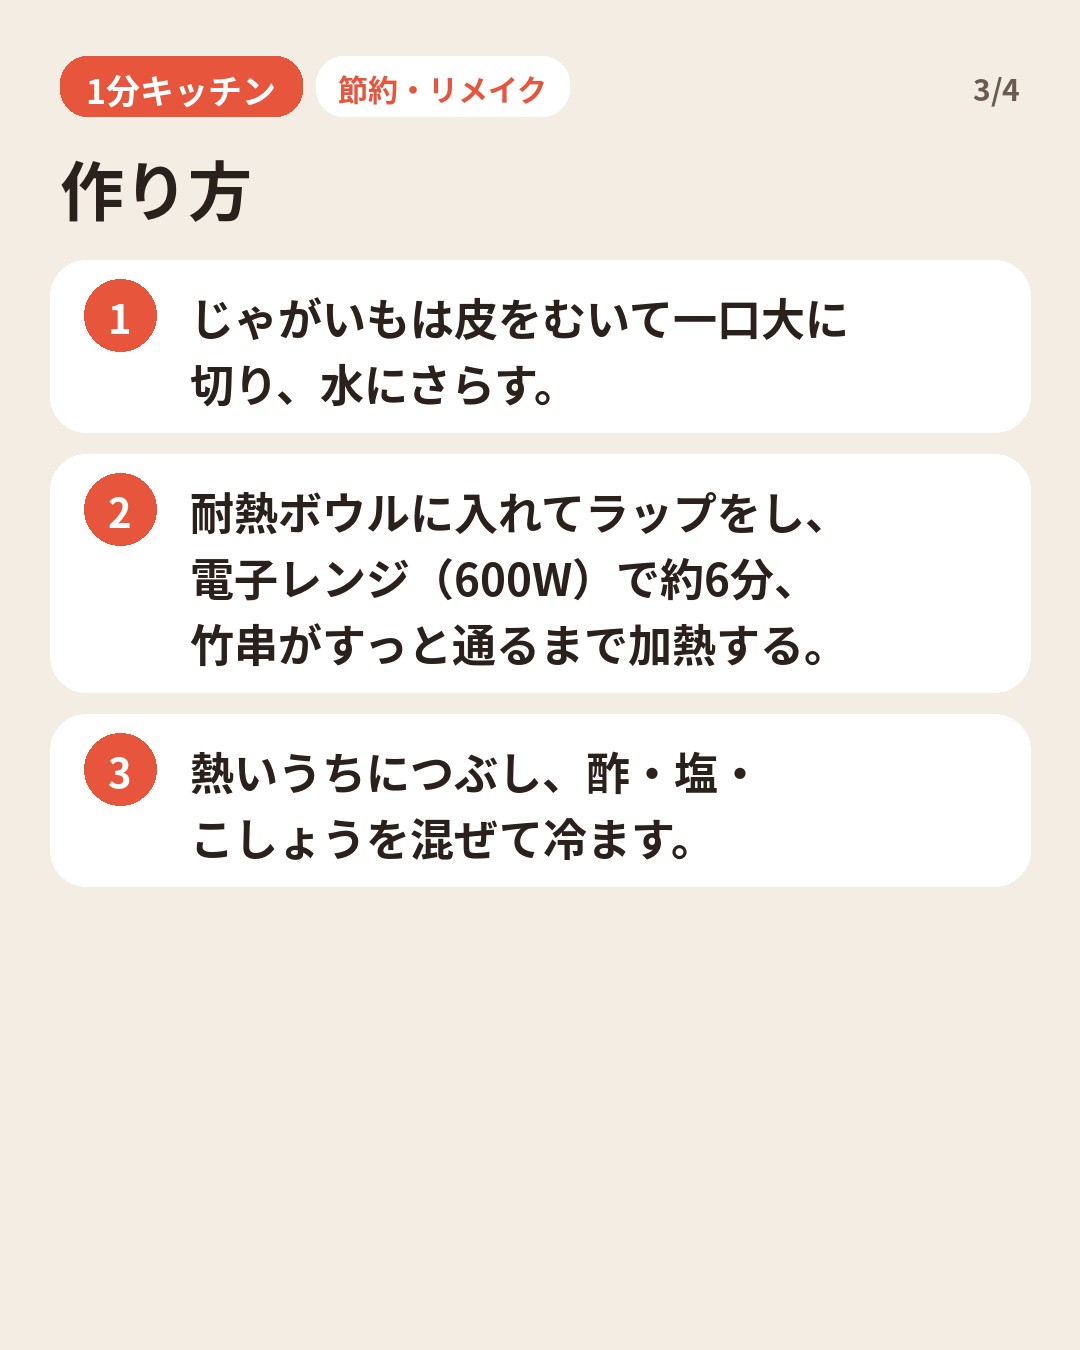 1分キッチン
節約・リメイク
3/4
作り方
1
じゃがいもは皮をむいて一口大に
切り、水にさらす。
2
耐熱ボウルに入れてラップをし、
電子レンジ（600W）で約6分、
竹串がすっと通るまで加熱する。
3
熱いうちにつぶし、酢・塩・
こしょうを混ぜて冷ます。